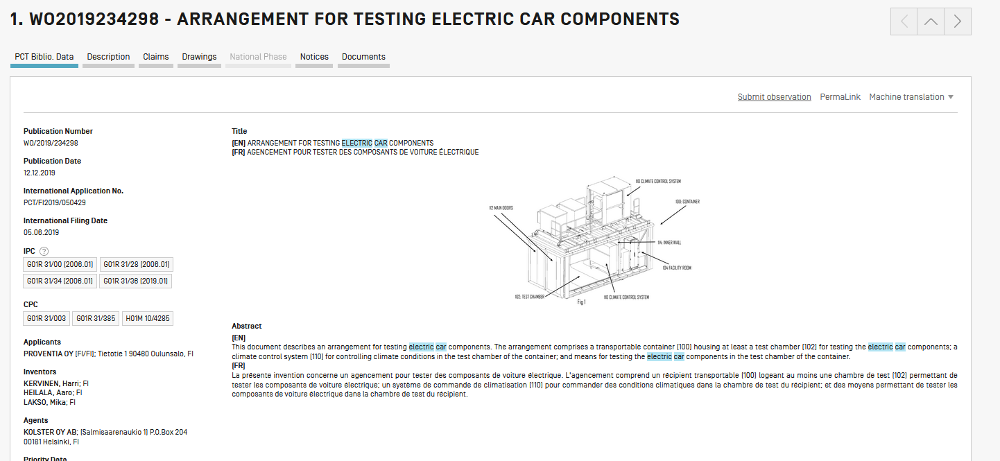 1. WO2019234298 - ARRANGEMENT FOR TESTING ELECTRIC CAR COMPONENTS
PCT Biblio. Data Description Claims Drawings National Phase Notices Documents
Submit observation PermaLink Machine translation
Publication Number
WO/2019/234298
Publication Date
12.12.2019
International Application No.
PCT/FI2019/050429
International Filing Date
05.06.2019
IPC ?
G01R 31/00 (2006.01) G01R 31/28 (2006.01)
G01R 31/34 (2006.01) G01R 31/36 (2019.01)
CPC
G01R 31/003 G01R 31/385 H01M 10/4285
Applicants
PROVENTIA OY [FI/FI]; Tietotie 1 90460 Oulunsalo, FI
Inventors
KERVINEN, Harri; FI
HEILALA, Aaro; FI
LAKSO, Mika; FI
Agents
KOLSTER OY AB; (Salmisaarenaukio 1) P.O.Box 204
00181 Helsinki, FI
Priority Data
Title
[EN] ARRANGEMENT FOR TESTING ELECTRIC CAR COMPONENTS
[FR] AGENCEMENT POUR TESTER DES COMPOSANTS DE VOITURE ÉLECTRIQUE
110 CLIMATE CONTROL SYSTEM
100: CONTAINER
112 MAIN DOORS
114: INNER WALL
104 FACILITY ROOM
102: TEST CHAMBER
110 CLIMATE CONTROL SYSTEM
Fig 1
Abstract
[EN]
This document describes an arrangement for testing electric car components. The arrangement comprises a transportable container (100) housing at least a test chamber (102) for testing the electric car components; a
climate control system (110) for controlling climate conditions in the test chamber of the container; and means for testing the electric car components in the test chamber of the container.
[FR]
La présente invention concerne un agencement pour tester des composants de voiture électrique. L'agencement comprend un récipient transportable (100) logeant au moins une chambre de test (102) permettant de
tester les composants de voiture électrique; un système de commande de climatisation (110) pour commander des conditions climatiques dans la chambre de test du récipient; et des moyens permettant de tester les
composants de voiture électrique dans la chambre de test du récipient.